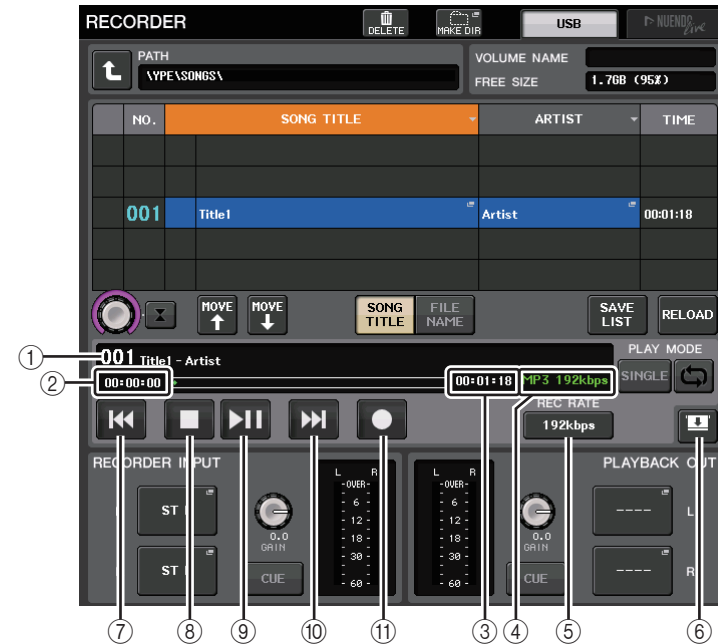 RECORDER
DELETE
MAKE DIR
USB
NUENDO Live
PATH
\YPE\SONGS\
VOLUME NAME
FREE SIZE 1.7GB (95%)
NO. SONG TITLE ARTIST TIME
001 Title1 Artist 00:01:18
MOVE
MOVE
SONG TITLE
FILE NAME
SAVE LIST
RELOAD
① 001 Title1 - Artist
PLAY MODE
② 00:00:00 00:01:18 MP3 192kbps SINGLE
REC RATE
192kbps
RECORDER INPUT
PLAYBACK OUT
L R
-OVER-
- 6 -
- 12 -
- 18 -
- 30 -
- 60 -
ST
0.0
GAIN
ST
CUE
L R
-OVER-
- 6 -
- 12 -
- 18 -
- 30 -
- 60 -
0.0
GAIN
CUE
---- L
---- R
⑦ ⑧ ⑨ ⑩ ⑪ ③ ④ ⑤ ⑥